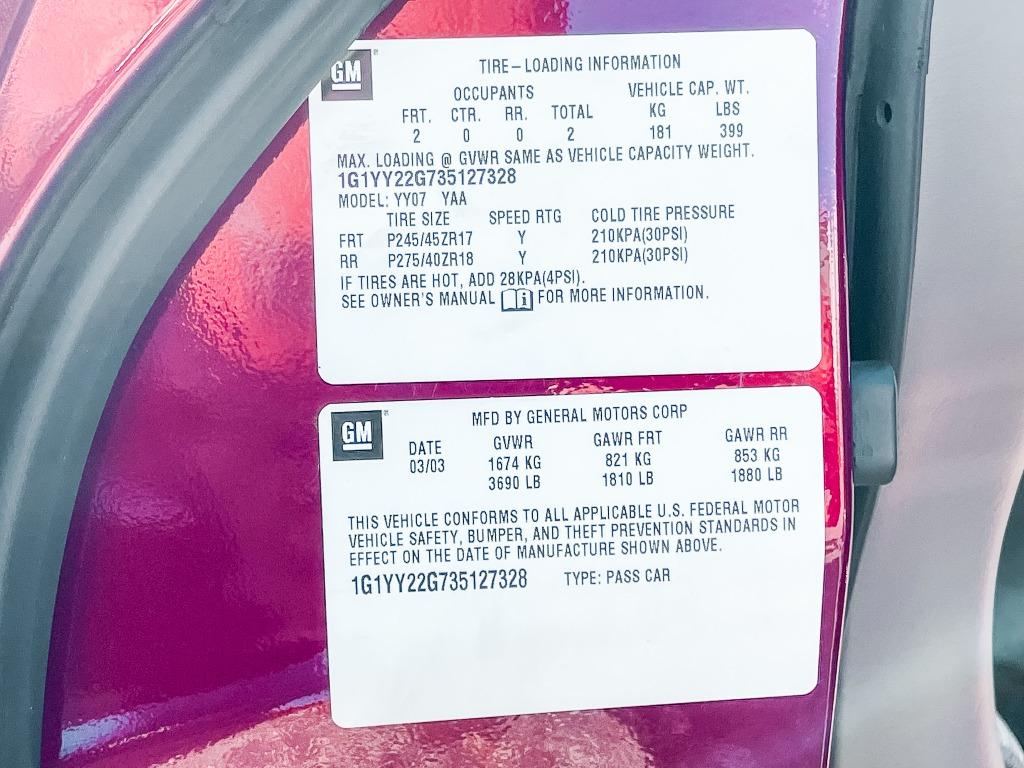 GM
TIRE-LOADING INFORMATION
OCCUPANTS VEHICLE CAP. WT.
FRT. CTR. RR. TOTAL KG LBS
2 0 0 2 181 399
MAX. LOADING @ GVWR SAME AS VEHICLE CAPACITY WEIGHT.
1G1YY22G735127328
MODEL: YY07 YAA
TIRE SIZE SPEED RTG COLD TIRE PRESSURE
FRT P245/45ZR17 Y 210KPA(30PSI)
RR P275/40ZR18 Y 210KPA(30PSI)
IF TIRES ARE HOT, ADD 28KPA(4PSI).
SEE OWNER'S MANUAL i FOR MORE INFORMATION.
GM
MFD BY GENERAL MOTORS CORP
DATE GVWR GAWR FRT GAWR RR
03/03 1674 KG 821 KG 853 KG
3690 LB 1810 LB 1880 LB
THIS VEHICLE CONFORMS TO ALL APPLICABLE U.S. FEDERAL MOTOR
VEHICLE SAFETY, BUMPER, AND THEFT PREVENTION STANDARDS IN
EFFECT ON THE DATE OF MANUFACTURE SHOWN ABOVE.
1G1YY22G735127328 TYPE: PASS CAR